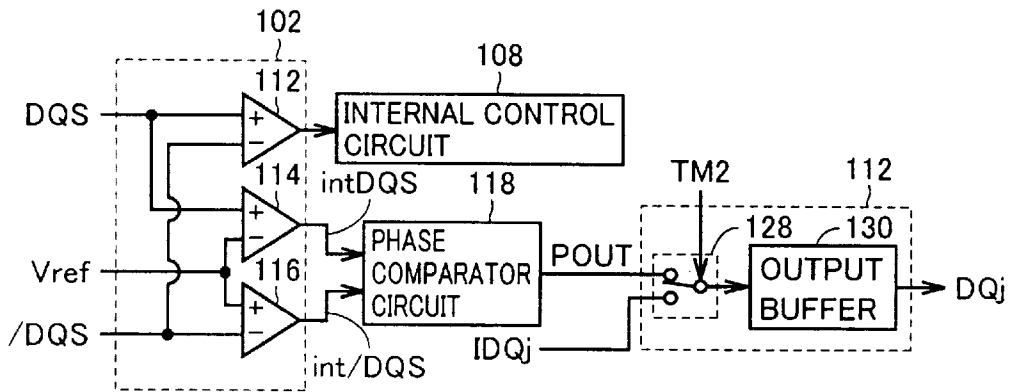 102
112
108
DQS
+
−
INTERNAL CONTROL
CIRCUIT
114
intDQS
118
TM2
112
+
−
PHASE
COMPARATOR
CIRCUIT
POUT
128
130
Vref
116
+
−
OUTPUT
BUFFER
DQj
/DQS
int/DQS
IDQj